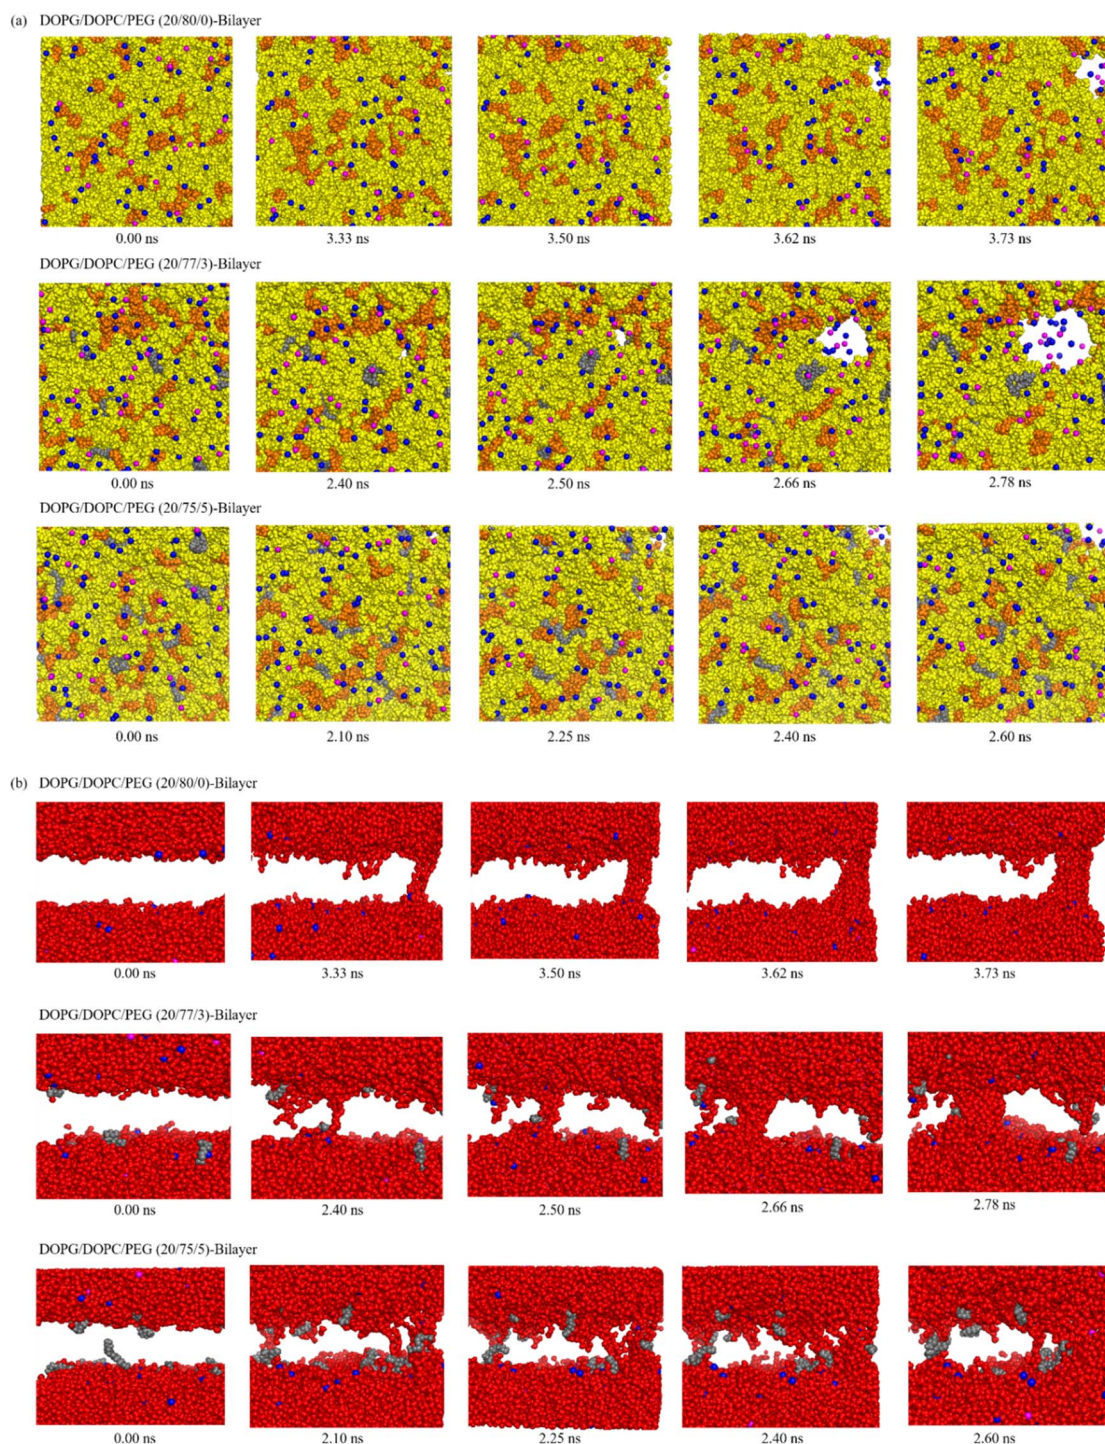 (a) DOPG/DOPC/PEG (20/80/0)-Bilayer
0.00 ns 3.33 ns 3.50 ns 3.62 ns 3.73 ns
DOPG/DOPC/PEG (20/77/3)-Bilayer
0.00 ns 2.40 ns 2.50 ns 2.66 ns 2.78 ns
DOPG/DOPC/PEG (20/75/5)-Bilayer
0.00 ns 2.10 ns 2.25 ns 2.40 ns 2.60 ns
(b) DOPG/DOPC/PEG (20/80/0)-Bilayer
0.00 ns 3.33 ns 3.50 ns 3.62 ns 3.73 ns
DOPG/DOPC/PEG (20/77/3)-Bilayer
0.00 ns 2.40 ns 2.50 ns 2.66 ns 2.78 ns
DOPG/DOPC/PEG (20/75/5)-Bilayer
0.00 ns 2.10 ns 2.25 ns 2.40 ns 2.60 ns